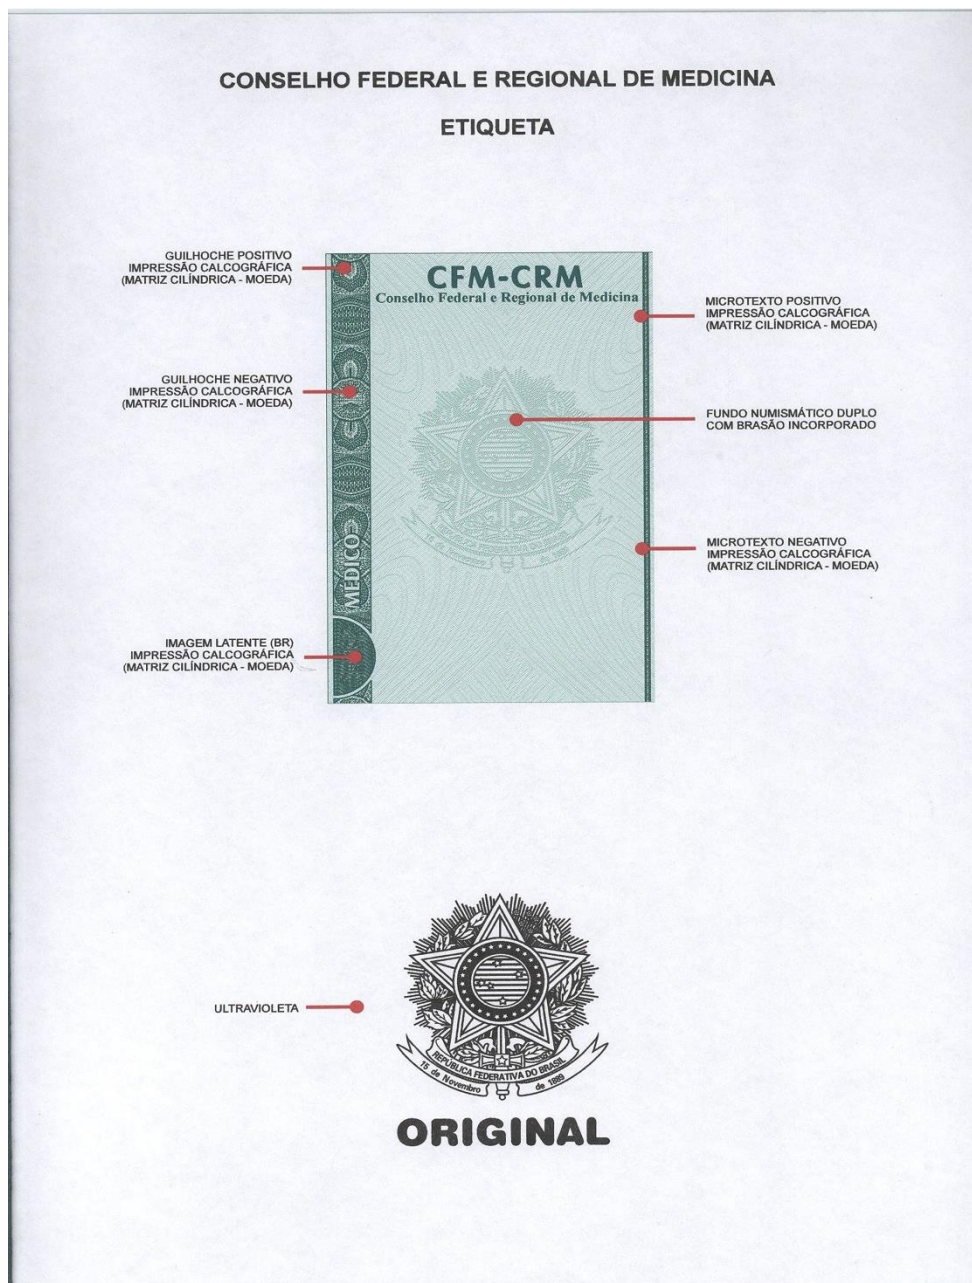 CONSELHO FEDERAL E REGIONAL DE MEDICINA
ETIQUETA
GUILHOCHE POSITIVO
IMPRESSÃO CALCOGRÁFICA
(MATRIZ CILÍNDRICA - MOEDA)
CFM-CRM
Conselho Federal e Regional de Medicina
MICROTEXTO POSITIVO
IMPRESSÃO CALCOGRÁFICA
(MATRIZ CILÍNDRICA - MOEDA)
GUILHOCHE NEGATIVO
IMPRESSÃO CALCOGRÁFICA
(MATRIZ CILÍNDRICA - MOEDA)
FUNDO NUMISMÁTICO DUPLO
COM BRASÃO INCORPORADO
MICROTEXTO NEGATIVO
IMPRESSÃO CALCOGRÁFICA
(MATRIZ CILÍNDRICA - MOEDA)
MÉDICO
IMAGEM LATENTE (BR)
IMPRESSÃO CALCOGRÁFICA
(MATRIZ CILÍNDRICA - MOEDA)
ULTRAVIOLETA
REPÚBLICA FEDERATIVA DO BRASIL
15 de Novembro de 1889
ORIGINAL